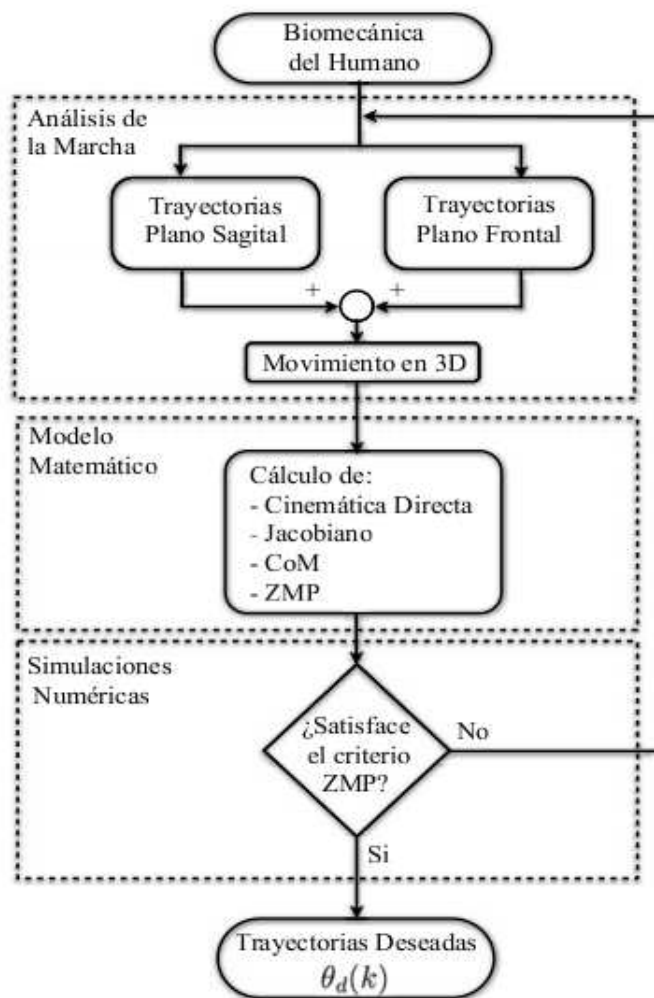 Biomecánica
del Humano
Análisis de
la Marcha
Trayectorias
Plano Sagital
Trayectorias
Plano Frontal
+
+
Movimiento en 3D
Modelo
Matemático
Cálculo de:
- Cinemática Directa
- Jacobiano
- CoM
- ZMP
Simulaciones
Numéricas
¿Satisface
el criterio
ZMP?
No
Si
Trayectorias Deseadas
θ_d(k)